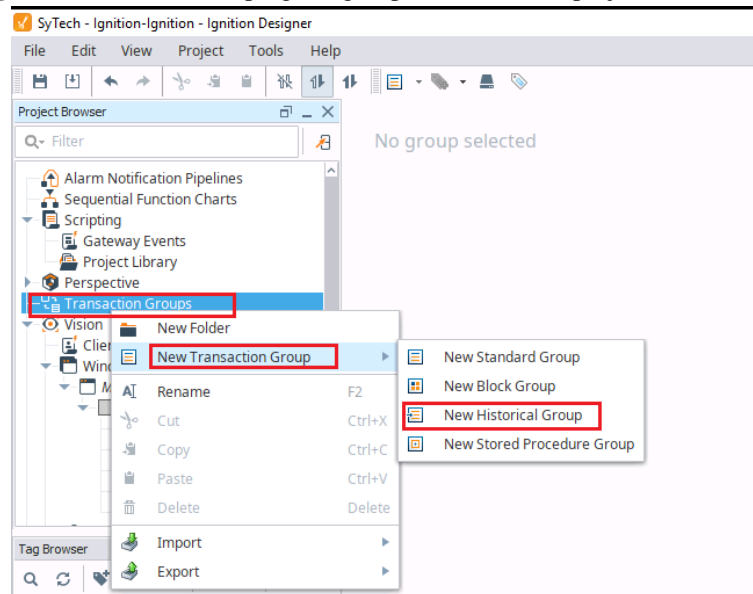 SyTech - Ignition-Ignition - Ignition Designer
File Edit View Project Tools Help
Project Browser
Filter
No group selected
Alarm Notification Pipelines
Sequential Function Charts
Scripting
Gateway Events
Project Library
Perspective
Transaction Groups
Vision
New Folder
New Transaction Group
New Standard Group
New Block Group
Rename F2
New Historical Group
Cut Ctrl+X
New Stored Procedure Group
Copy Ctrl+C
Paste Ctrl+V
Delete Delete
Tag Browser
Import
Export